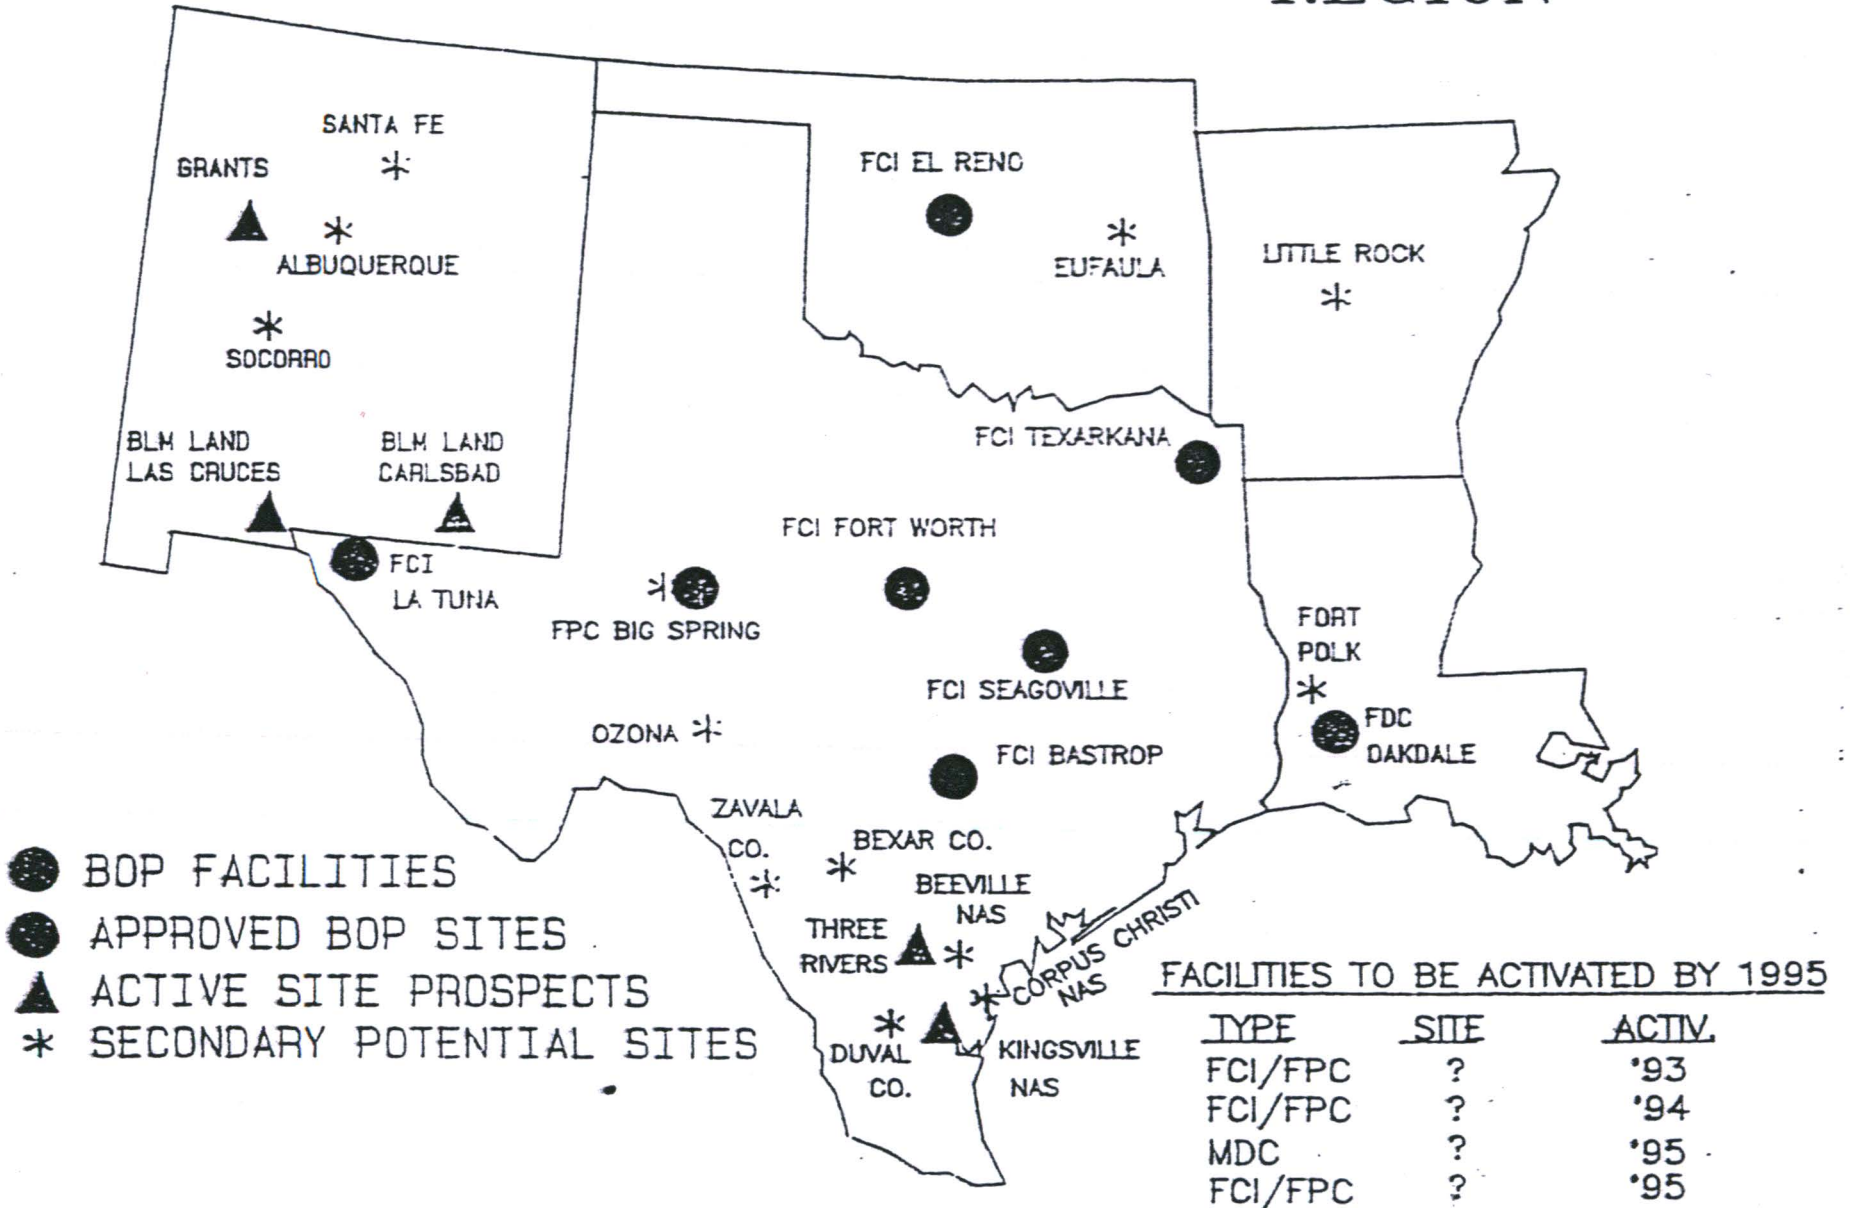 REGION
SANTA FE
GRANTS
ALBUQUERQUE
SOCORRO
BLM LAND
LAS CRUCES
BLM LAND
CARLSBAD
FCI EL RENO
EUFAULA
LITTLE ROCK
FCI TEXARKANA
FCI
LA TUNA
FCI FORT WORTH
FPC BIG SPRING
FCI SEAGOVILLE
FORT
POLK
FDC
OAKDALE
OZONA
FCI BASTROP
ZAVALA
CO.
BEXAR CO.
BEEVILLE
NAS
THREE
RIVERS
CORPUS CHRISTI
NAS
DUVAL
CO.
KINGSVILLE
NAS
BOP FACILITIES
APPROVED BOP SITES
ACTIVE SITE PROSPECTS
SECONDARY POTENTIAL SITES
FACILITIES TO BE ACTIVATED BY 1995
TYPE SITE ACTIV.
FCI/FPC ? '93
FCI/FPC ? '94
MDC ? '95
FCI/FPC ? '95